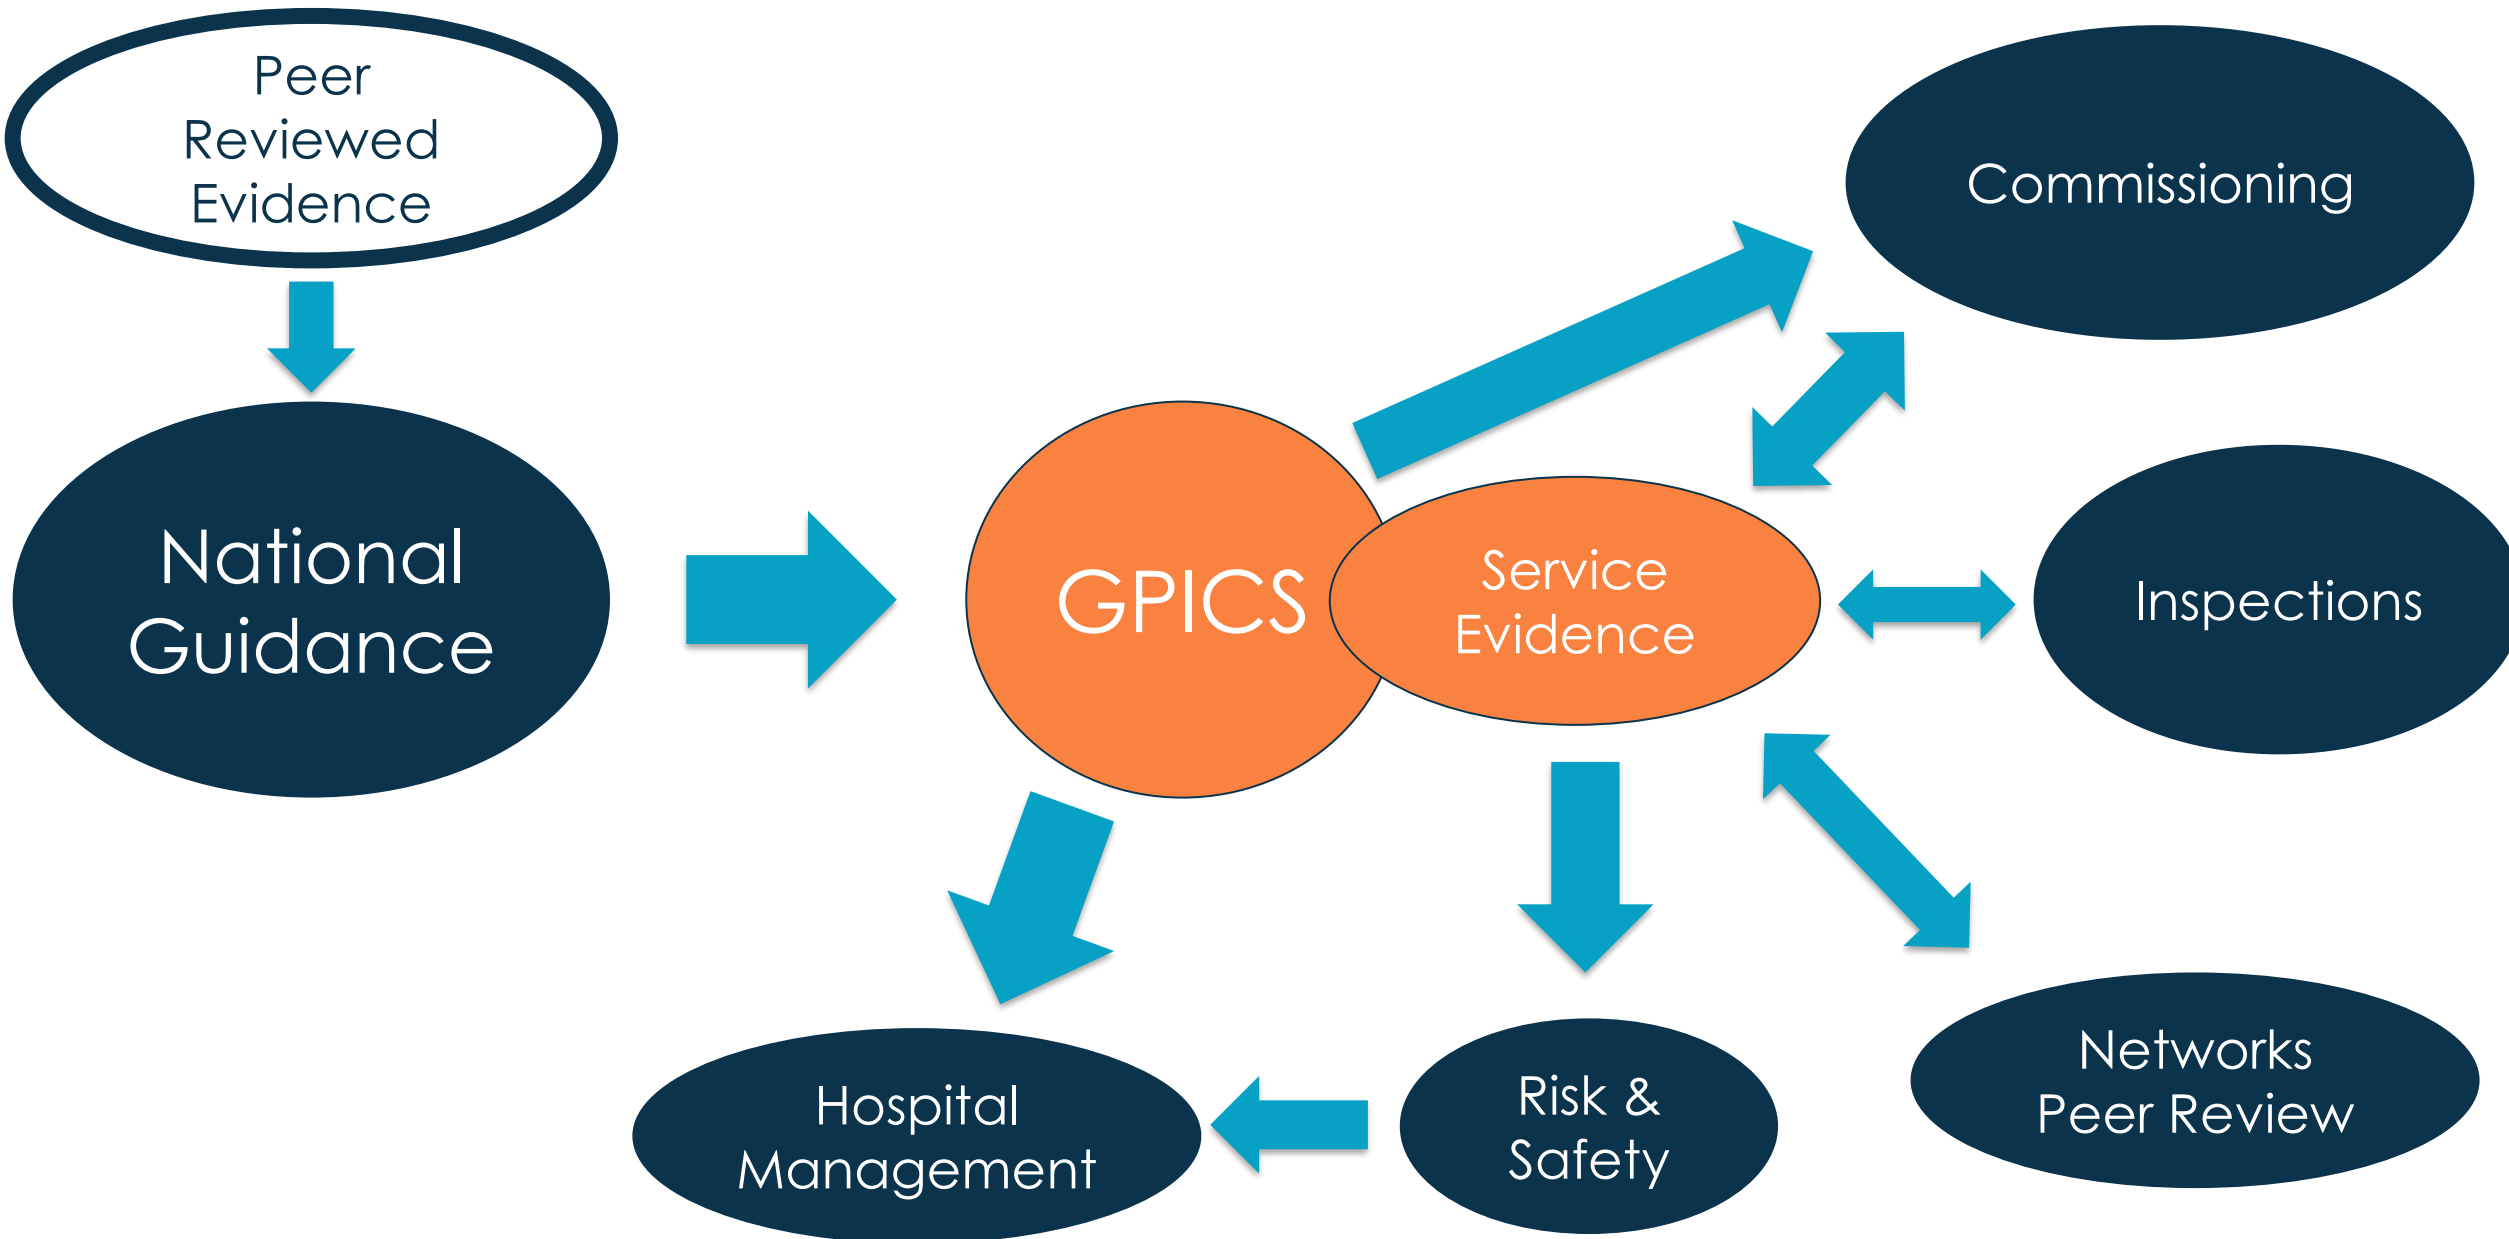 Peer
Reviewed
Evidence
Commissioning
National
Guidance
GPICS
Service
Evidence
Inspections
Hospital
Management
Risk &
Safety
Networks
Peer Review